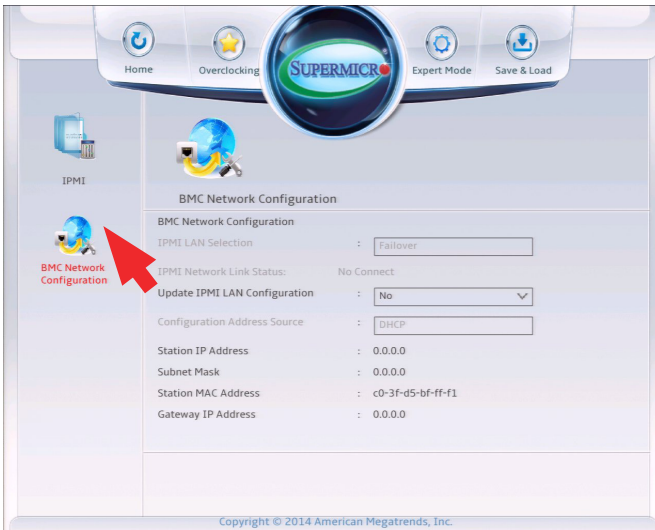 Home
Overclocking
SUPERMICR
Expert Mode
Save & Load
IPMI
BMC Network
Configuration
BMC Network Configuration
BMC Network Configuration
IPMI LAN Selection : Failover
IPMI Network Link Status: No Connect
Update IPMI LAN Configuration : No
Configuration Address Source : DHCP
Station IP Address : 0.0.0.0
Subnet Mask : 0.0.0.0
Station MAC Address : c0-3f-d5-bf-ff-f1
Gateway IP Address : 0.0.0.0
Copyright © 2014 American Megatrends, Inc.